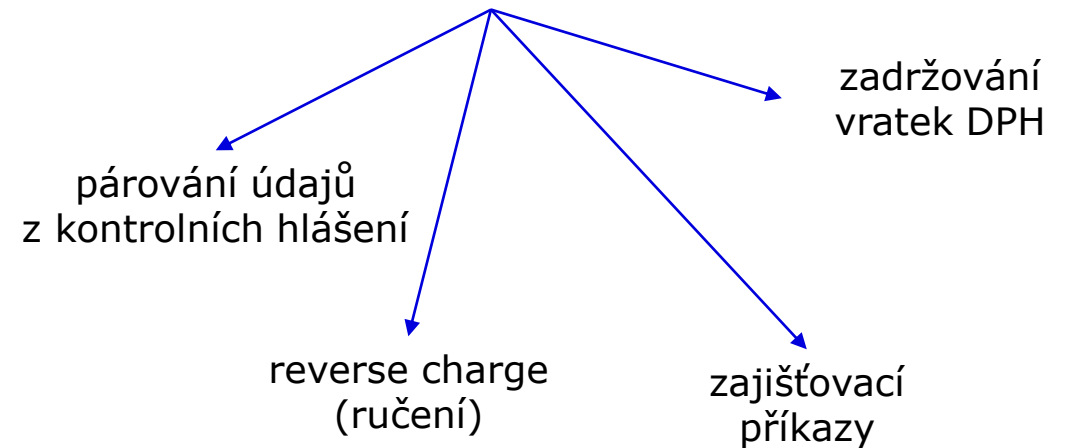 zadržování
vratek DPH
párování údajů
z kontrolních hlášení
reverse charge
(ručení)
zajišťovací
příkazy